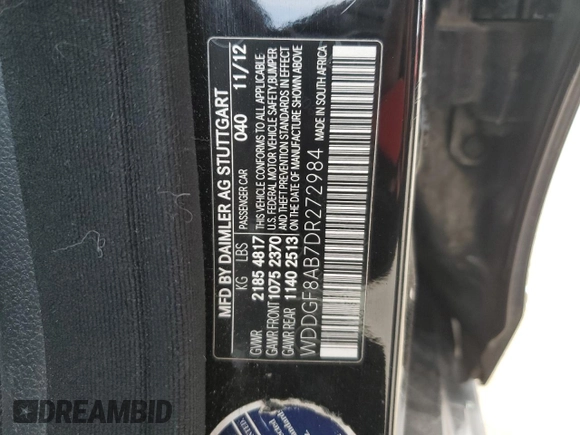 MFD BY DAIMLER AG STUTTGART
PASSENGER CAR 040 11/12
KG LBS
GVWR 2185 4817
GAWR FRONT 1075 2370
GAWR REAR 1140 2513
THIS VEHICLE CONFORMS TO ALL APPLICABLE
U.S. FEDERAL MOTOR VEHICLE SAFETY,BUMPER
AND THEFT PREVENTION STANDARDS IN EFFECT
ON THE DATE OF MANUFACTURE SHOWN ABOVE
WDDGF8AB7DR272984 MADE IN SOUTH AFRICA
DREAMBID